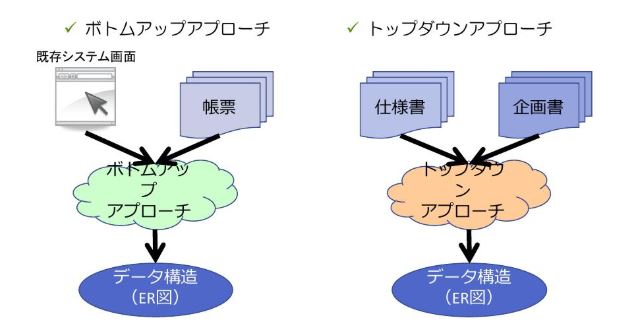 ✓ ボトムアップアプローチ
既存システム画面
帳票
ボトムアッ
プ
アプローチ
データ構造
（ER図）
✓ トップダウンアプローチ
仕様書
企画書
トップダウ
ン
アプローチ
データ構造
（ER図）